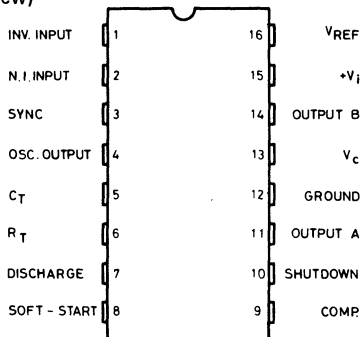 INV. INPUT 1 16 VREF
N.I. INPUT 2 15 +Vi
SYNC 3 14 OUTPUT B
OSC. OUTPUT 4 13 Vc
CT 5 12 GROUND
RT 6 11 OUTPUT A
DISCHARGE 7 10 SHUTDOWN
SOFT - START 8 9 COMP.